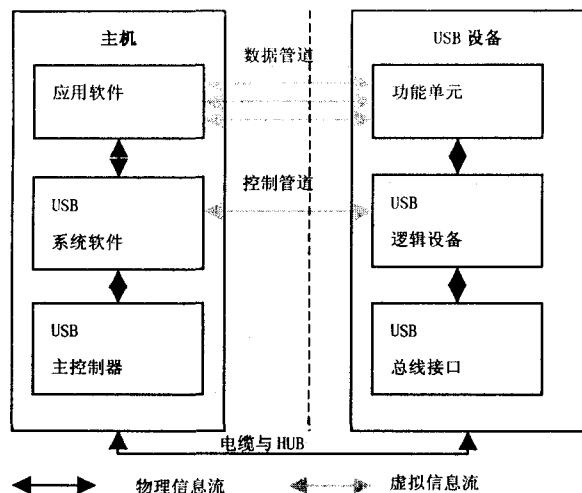 主机
USB 设备
数据管道
应用软件
功能单元
控制管道
USB
系统软件
USB
逻辑设备
USB
主控制器
USB
总线接口
电缆与 HUB
物理信息流
虚拟信息流